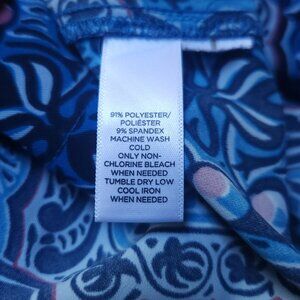 91% POLYESTER/
POLIÉSTER
9% SPANDEX
MACHINE WASH
COLD
ONLY NON-
CHLORINE BLEACH
WHEN NEEDED
TUMBLE DRY LOW
COOL IRON
WHEN NEEDED